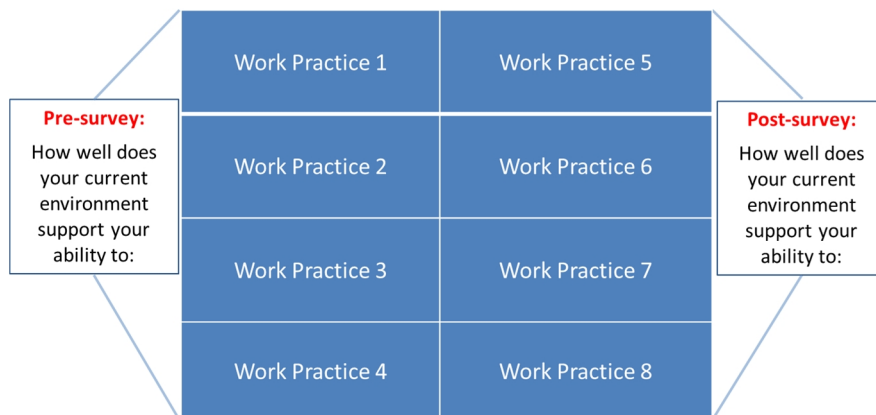 Work Practice 1
Work Practice 5
Pre-survey:
How well does
your current
environment
support your
ability to:
Work Practice 2
Work Practice 6
Work Practice 3
Work Practice 7
Work Practice 4
Work Practice 8
Post-survey:
How well does
your current
environment
support your
ability to: